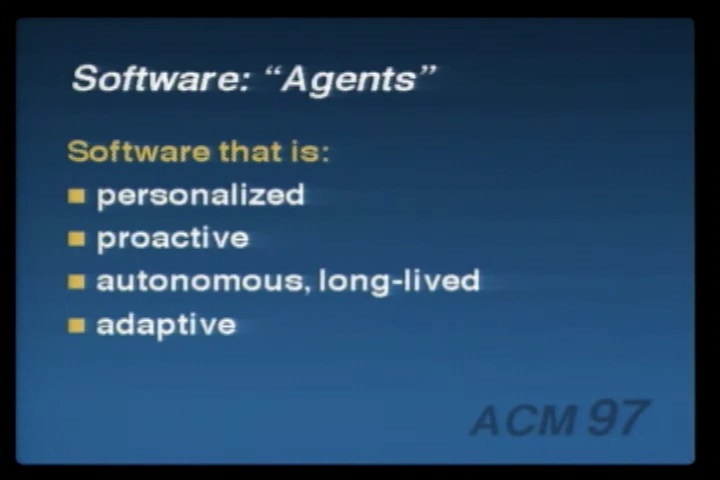 Software: “Agents”
Software that is:
personalized
proactive
autonomous, long-lived
adaptive
ACM 97